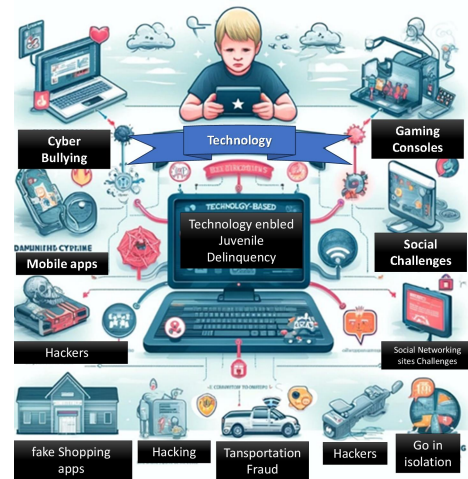 Technology
Cyber
Bullying
Gaming
Consoles
TECHNOLGY-BASED
Technology enbled
Juvenile
Delinquency
Mobile apps
Social
Challenges
Hackers
Social Networking
sites Challenges
fake Shopping
apps
Hacking
Tansportation
Fraud
Hackers
Go in
isolation